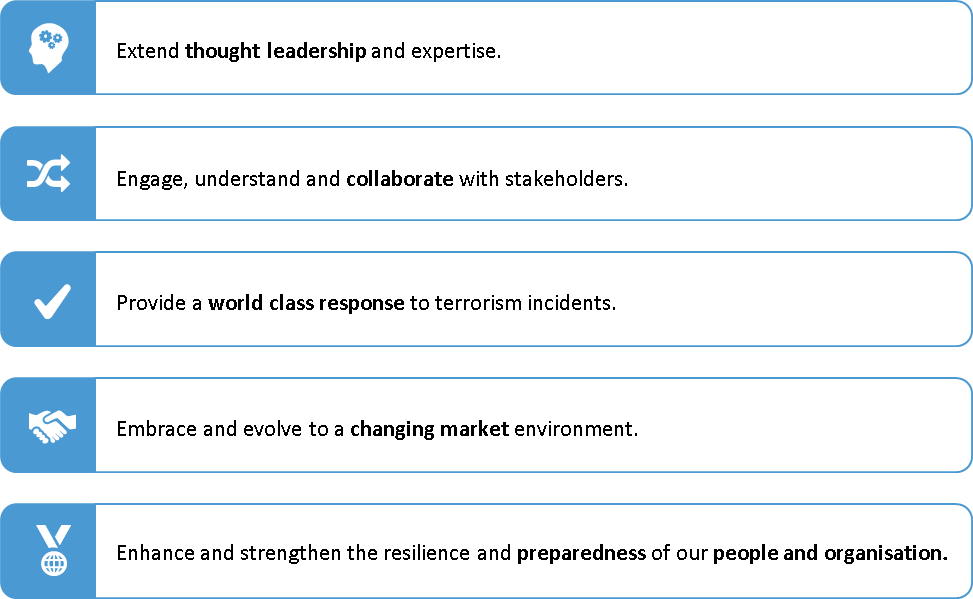 Extend thought leadership and expertise.
Engage, understand and collaborate with stakeholders.
Provide a world class response to terrorism incidents.
Embrace and evolve to a changing market environment.
Enhance and strengthen the resilience and preparedness of our people and organisation.